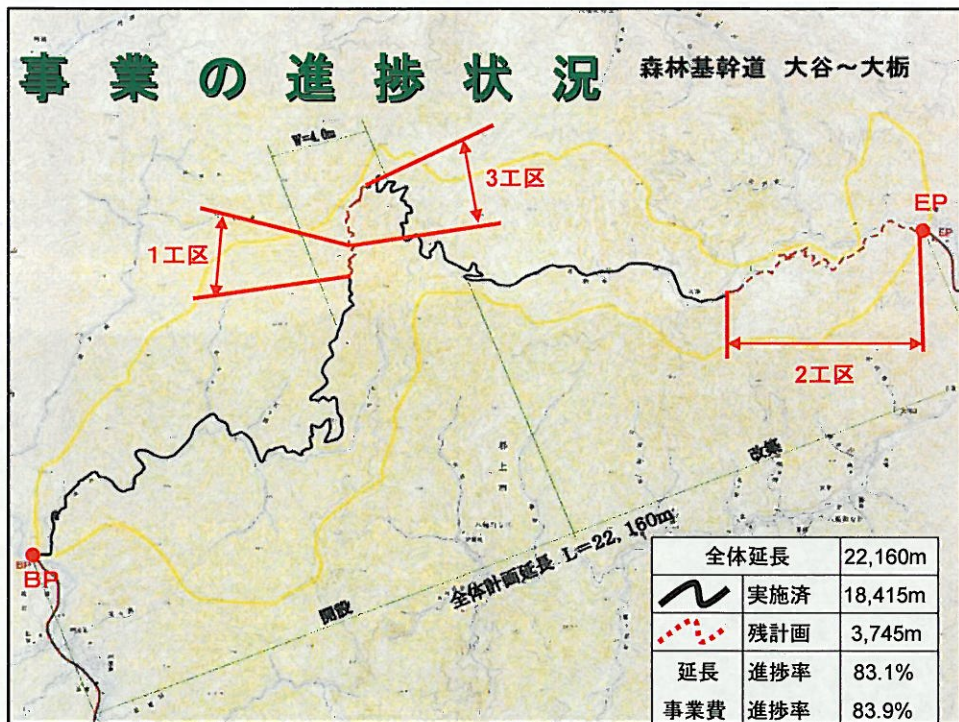 事業の進捗状況
森林基幹道 大谷～大栃
W=4.0m
3工区
EP
EP
1工区
2工区
改築
全体計画延長 L=22,160m
開設
BP
BP
全体延長 22,160m
実施済 18,415m
残計画 3,745m
延長 進捗率 83.1%
事業費 進捗率 83.9%